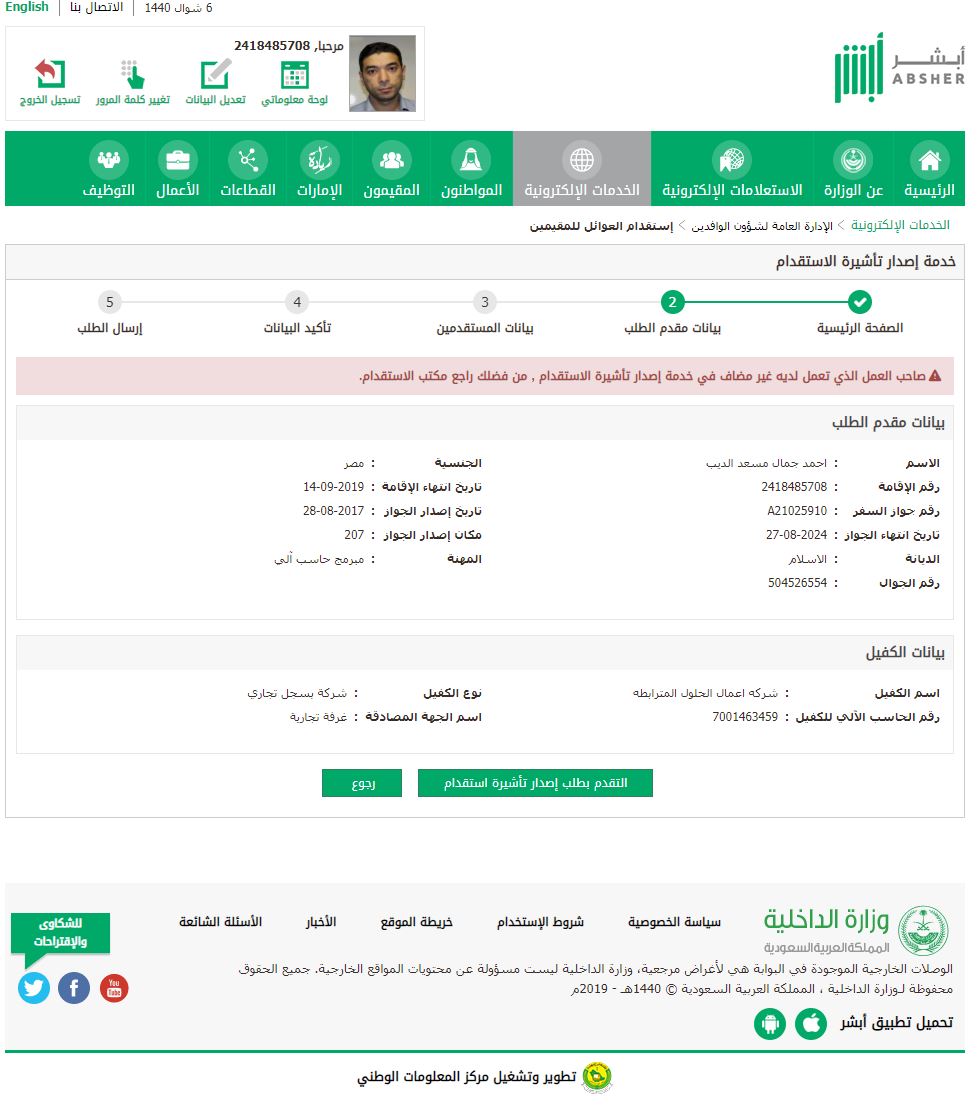 6 شوال 1440 | الاتصال بنا | English
أبشر
ABSHER
مرحبا, 2418485708
لوحة معلوماتي تعديل البيانات تغيير كلمة المرور تسجيل الخروج
الرئيسية عن الوزارة الاستعلامات الإلكترونية الخدمات الإلكترونية المواطنون المقيمون الإمارات القطاعات الأعمال التوظيف
الخدمات الإلكترونية > الإدارة العامة لشؤون الوافدين > إستقدام العوائل للمقيمين
خدمة إصدار تأشيرة الاستقدام
2 3 4 5
الصفحة الرئيسية بيانات مقدم الطلب بيانات المستقدمين تأكيد البيانات إرسال الطلب
صاحب العمل الذي تعمل لديه غير مضاف في خدمة إصدار تأشيرة الاستقدام , من فضلك راجع مكتب الاستقدام.
بيانات مقدم الطلب
الاسم : احمد جمال مسعد الديب الجنسية : مصر
رقم الإقامة : 2418485708 تاريخ انتهاء الإقامة : 14-09-2019
رقم جواز السفر : A21025910 تاريخ إصدار الجواز : 28-08-2017
تاريخ انتهاء الجواز : 27-08-2024 مكان إصدار الجواز : 207
الديانة : الاسلام المهنة : مبرمج حاسب آلي
رقم الجوال : 504526554
بيانات الكفيل
اسم الكفيل : شركه اعمال الحلول المترابطه نوع الكفيل : شركة بسجل تجاري
رقم الحاسب الآلي للكفيل : 7001463459 اسم الجهة المصادقة : غرفة تجارية
التقدم بطلب إصدار تأشيرة استقدام رجوع
وزارة الداخلية
المملكة العربية السعودية
سياسة الخصوصية شروط الإستخدام خريطة الموقع الأخبار الأسئلة الشائعة
للشكاوى
والإقتراحات
الوصلات الخارجية الموجودة في البوابة هي لأغراض مرجعية، وزارة الداخلية ليست مسؤولة عن محتويات المواقع الخارجية. جميع الحقوق
محفوظة لـوزارة الداخلية ، المملكة العربية السعودية © 1440هـ - 2019م
You Tube
تحميل تطبيق أبشر
تطوير وتشغيل مركز المعلومات الوطني